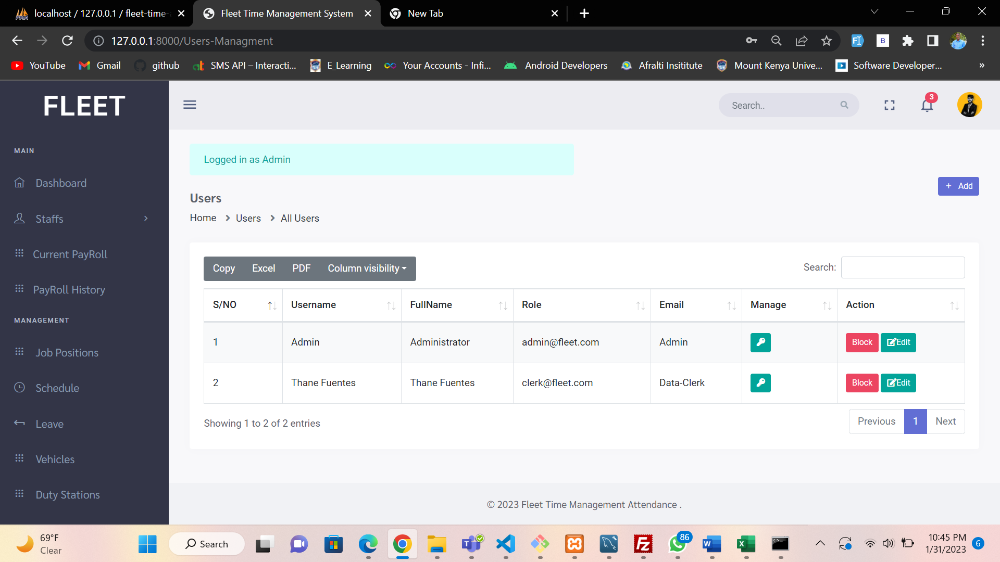 localhost / 127.0.0.1 / fleet-time-
Fleet Time Management System
New Tab
127.0.0.1:8000/Users-Managment
YouTube
Gmail
github
SMS API – Interacti...
E_Learning
Your Accounts - Infi...
Android Developers
Afralti Insititute
Mount Kenya Unive...
Software Developer...
»
FLEET
Search..
3
MAIN
Dashboard
Staffs
Current PayRoll
PayRoll History
MANAGEMENT
Job Positions
Schedule
Leave
Vehicles
Duty Stations
Logged in as Admin
+ Add
Users
Home > Users > All Users
Copy Excel PDF Column visibility
Search:
S/NO Username FullName Role Email Manage Action
1 Admin Administrator admin@fleet.com Admin Block Edit
2 Thane Fuentes Thane Fuentes clerk@fleet.com Data-Clerk Block Edit
Showing 1 to 2 of 2 entries
Previous 1 Next
© 2023 Fleet Time Management Attendance .
69°F
Clear
Search
86
10:45 PM
1/31/2023
6